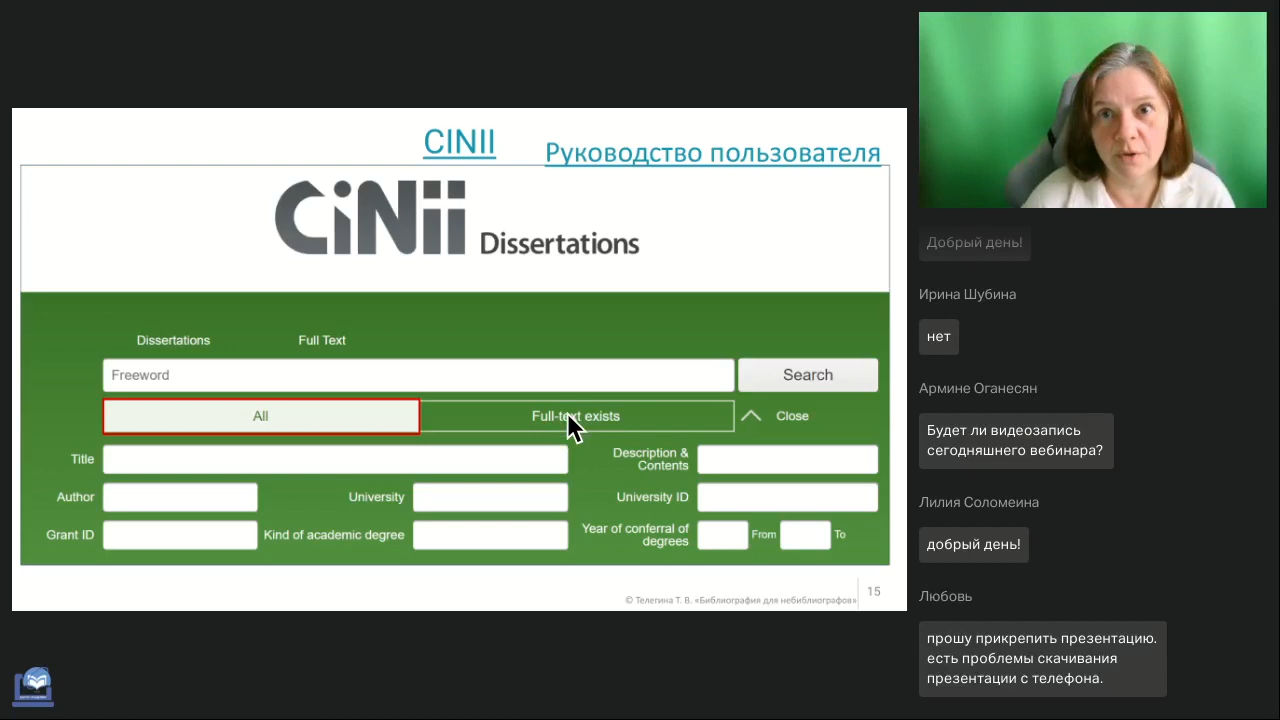 CINII
Руководство пользователя
CiNii Dissertations
Dissertations Full Text
Freeword Search
All Full-text exists Close
Title Description & Contents
Author University University ID
Grant ID Kind of academic degree Year of conferral of degrees From To
© Телегина Т. В. «Библиография для небиблиографов» 15
Добрый день!
Ирина Шубина
нет
Армине Оганесян
Будет ли видеозапись
сегодняшнего вебинара?
Лилия Соломеина
добрый день!
Любовь
прошу прикрепить презентацию.
есть проблемы скачивания
презентации с телефона.